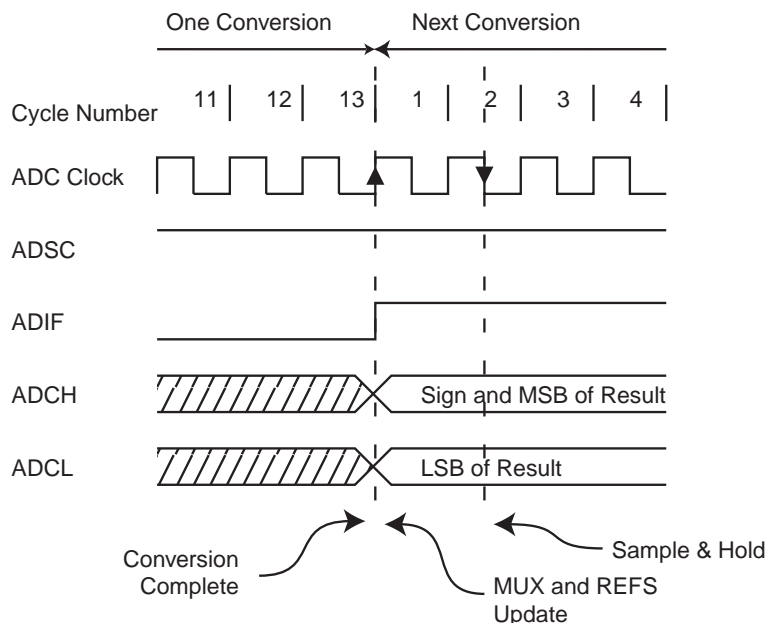 One Conversion Next Conversion
Cycle Number 11 12 13 1 2 3 4
ADC Clock
ADSC
ADIF
ADCH Sign and MSB of Result
ADCL LSB of Result
Conversion
Complete
MUX and REFS
Update
Sample & Hold